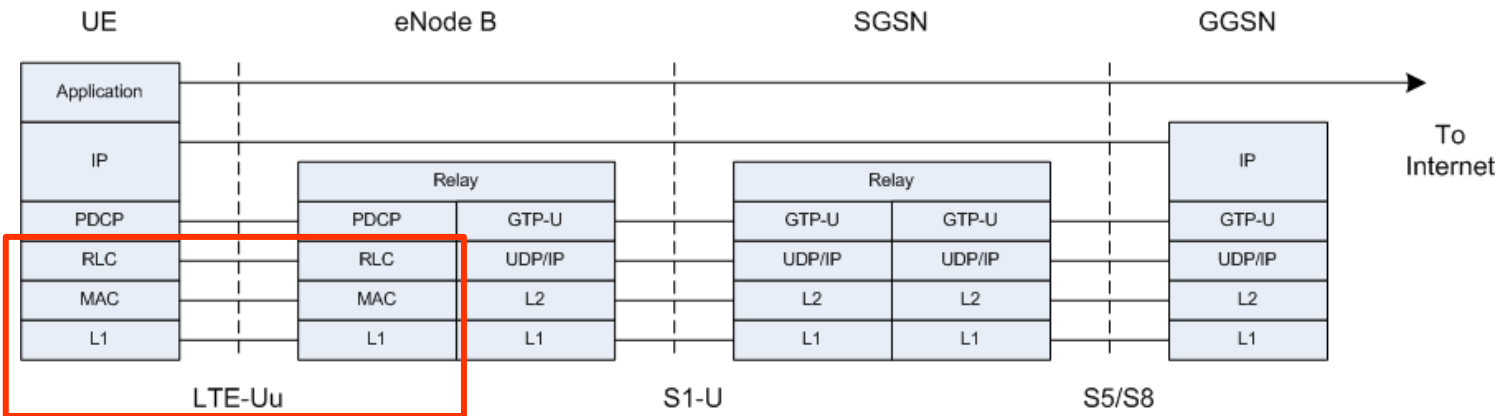 UE eNode B SGSN GGSN
Application
To
Internet
IP IP
Relay Relay
PDCP PDCP GTP-U GTP-U GTP-U GTP-U
RLC RLC UDP/IP UDP/IP UDP/IP UDP/IP
MAC MAC L2 L2 L2 L2
L1 L1 L1 L1 L1 L1
LTE-Uu S1-U S5/S8